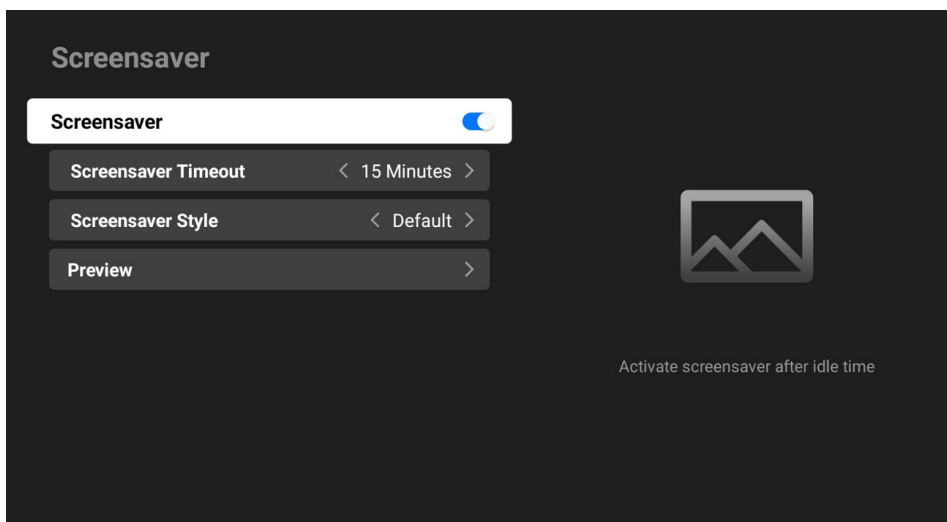 Screensaver
Screensaver
Screensaver Timeout < 15 Minutes >
Screensaver Style < Default >
Preview >
Activate screensaver after idle time